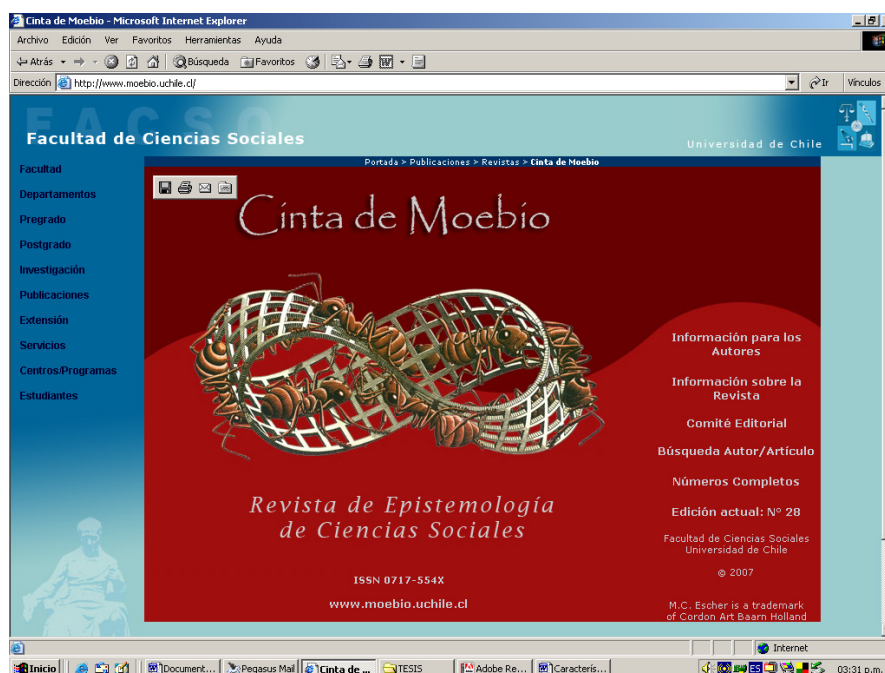 Cinta de Moebio - Microsoft Internet Explorer
Archivo Edición Ver Favoritos Herramientas Ayuda
Atrás Búsqueda Favoritos
Dirección http://www.moebio.uchile.cl/ Ir Vínculos
FACSO
Facultad de Ciencias Sociales
Universidad de Chile
Portada > Publicaciones > Revistas > Cinta de Moebio
Facultad
Departamentos
Pregrado
Postgrado
Investigación
Publicaciones
Extensión
Servicios
Centros/Programas
Estudiantes
Cinta de Moebio
Información para los
Autores
Información sobre la
Revista
Comité Editorial
Búsqueda Autor/Artículo
Números Completos
Edición actual: Nº 28
Facultad de Ciencias Sociales
Universidad de Chile
© 2007
M.C. Escher is a trademark
of Cordon Art Baarn Holland
Revista de Epistemología
de Ciencias Sociales
ISSN 0717-554X
www.moebio.uchile.cl
Internet
Inicio Document... Pegasus Mail Cinta de ... TESIS Adobe Re... Caracterís... ES 03:31 p.m.